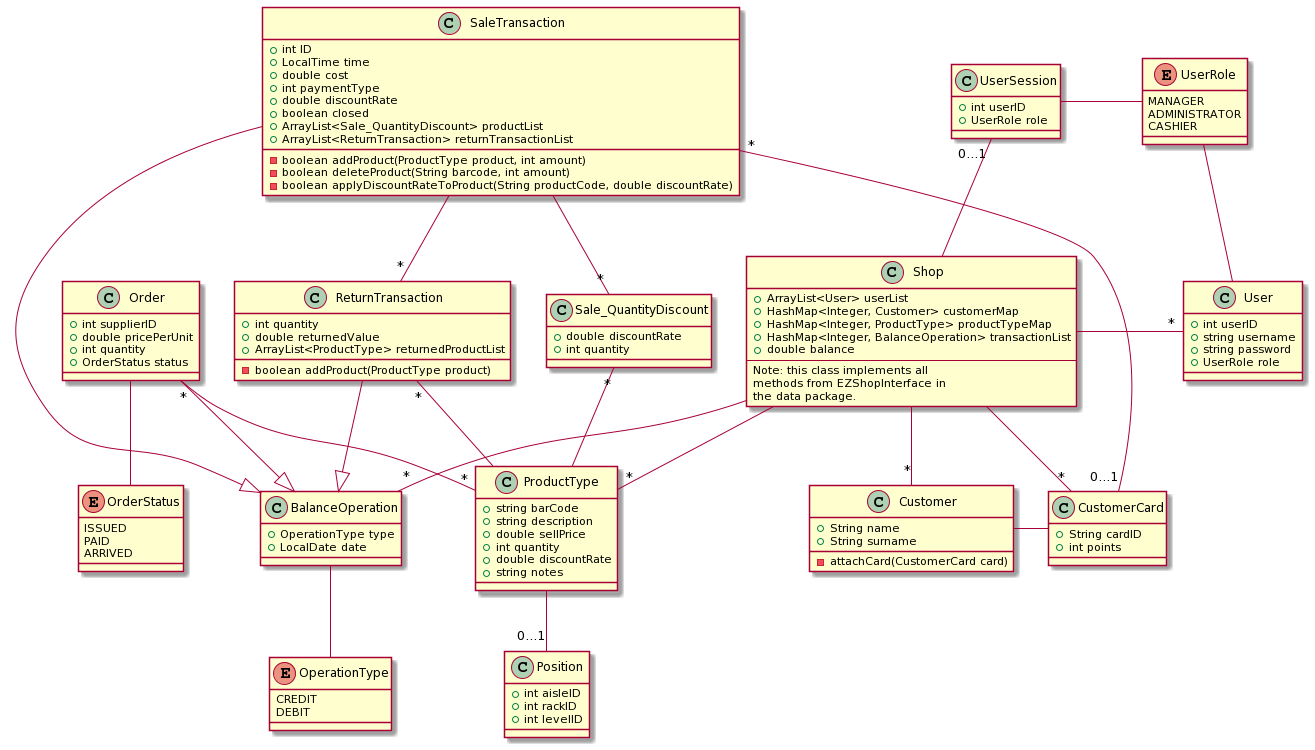 C SaleTransaction
int ID
LocalTime time
double cost
int paymentType
double discountRate
boolean closed
ArrayList<Sale_QuantityDiscount> productList
ArrayList<ReturnTransaction> returnTransactionList
boolean addProduct(ProductType product, int amount)
boolean deleteProduct(String barcode, int amount)
boolean applyDiscountRateToProduct(String productCode, double discountRate)
C UserSession
int userID
UserRole role
E UserRole
MANAGER
ADMINISTRATOR
CASHIER
*
0...1
*
*
C Order
int supplierID
double pricePerUnit
int quantity
OrderStatus status
C ReturnTransaction
int quantity
double returnedValue
ArrayList<ProductType> returnedProductList
boolean addProduct(ProductType product)
C Sale_QuantityDiscount
double discountRate
int quantity
C Shop
ArrayList<User> userList
HashMap<Integer, Customer> customerMap
HashMap<Integer, ProductType> productTypeMap
HashMap<Integer, BalanceOperation> transactionList
double balance
Note: this class implements all
methods from EZShopInterface in
the data package.
*
C User
int userID
string username
string password
UserRole role
*
*
*
*
*
*
*
*
0...1
E OrderStatus
ISSUED
PAID
ARRIVED
C BalanceOperation
OperationType type
LocalDate date
C ProductType
string barCode
string description
double sellPrice
int quantity
double discountRate
string notes
C Customer
String name
String surname
attachCard(CustomerCard card)
C CustomerCard
String cardID
int points
0...1
E OperationType
CREDIT
DEBIT
C Position
int aisleID
int rackID
int levelID